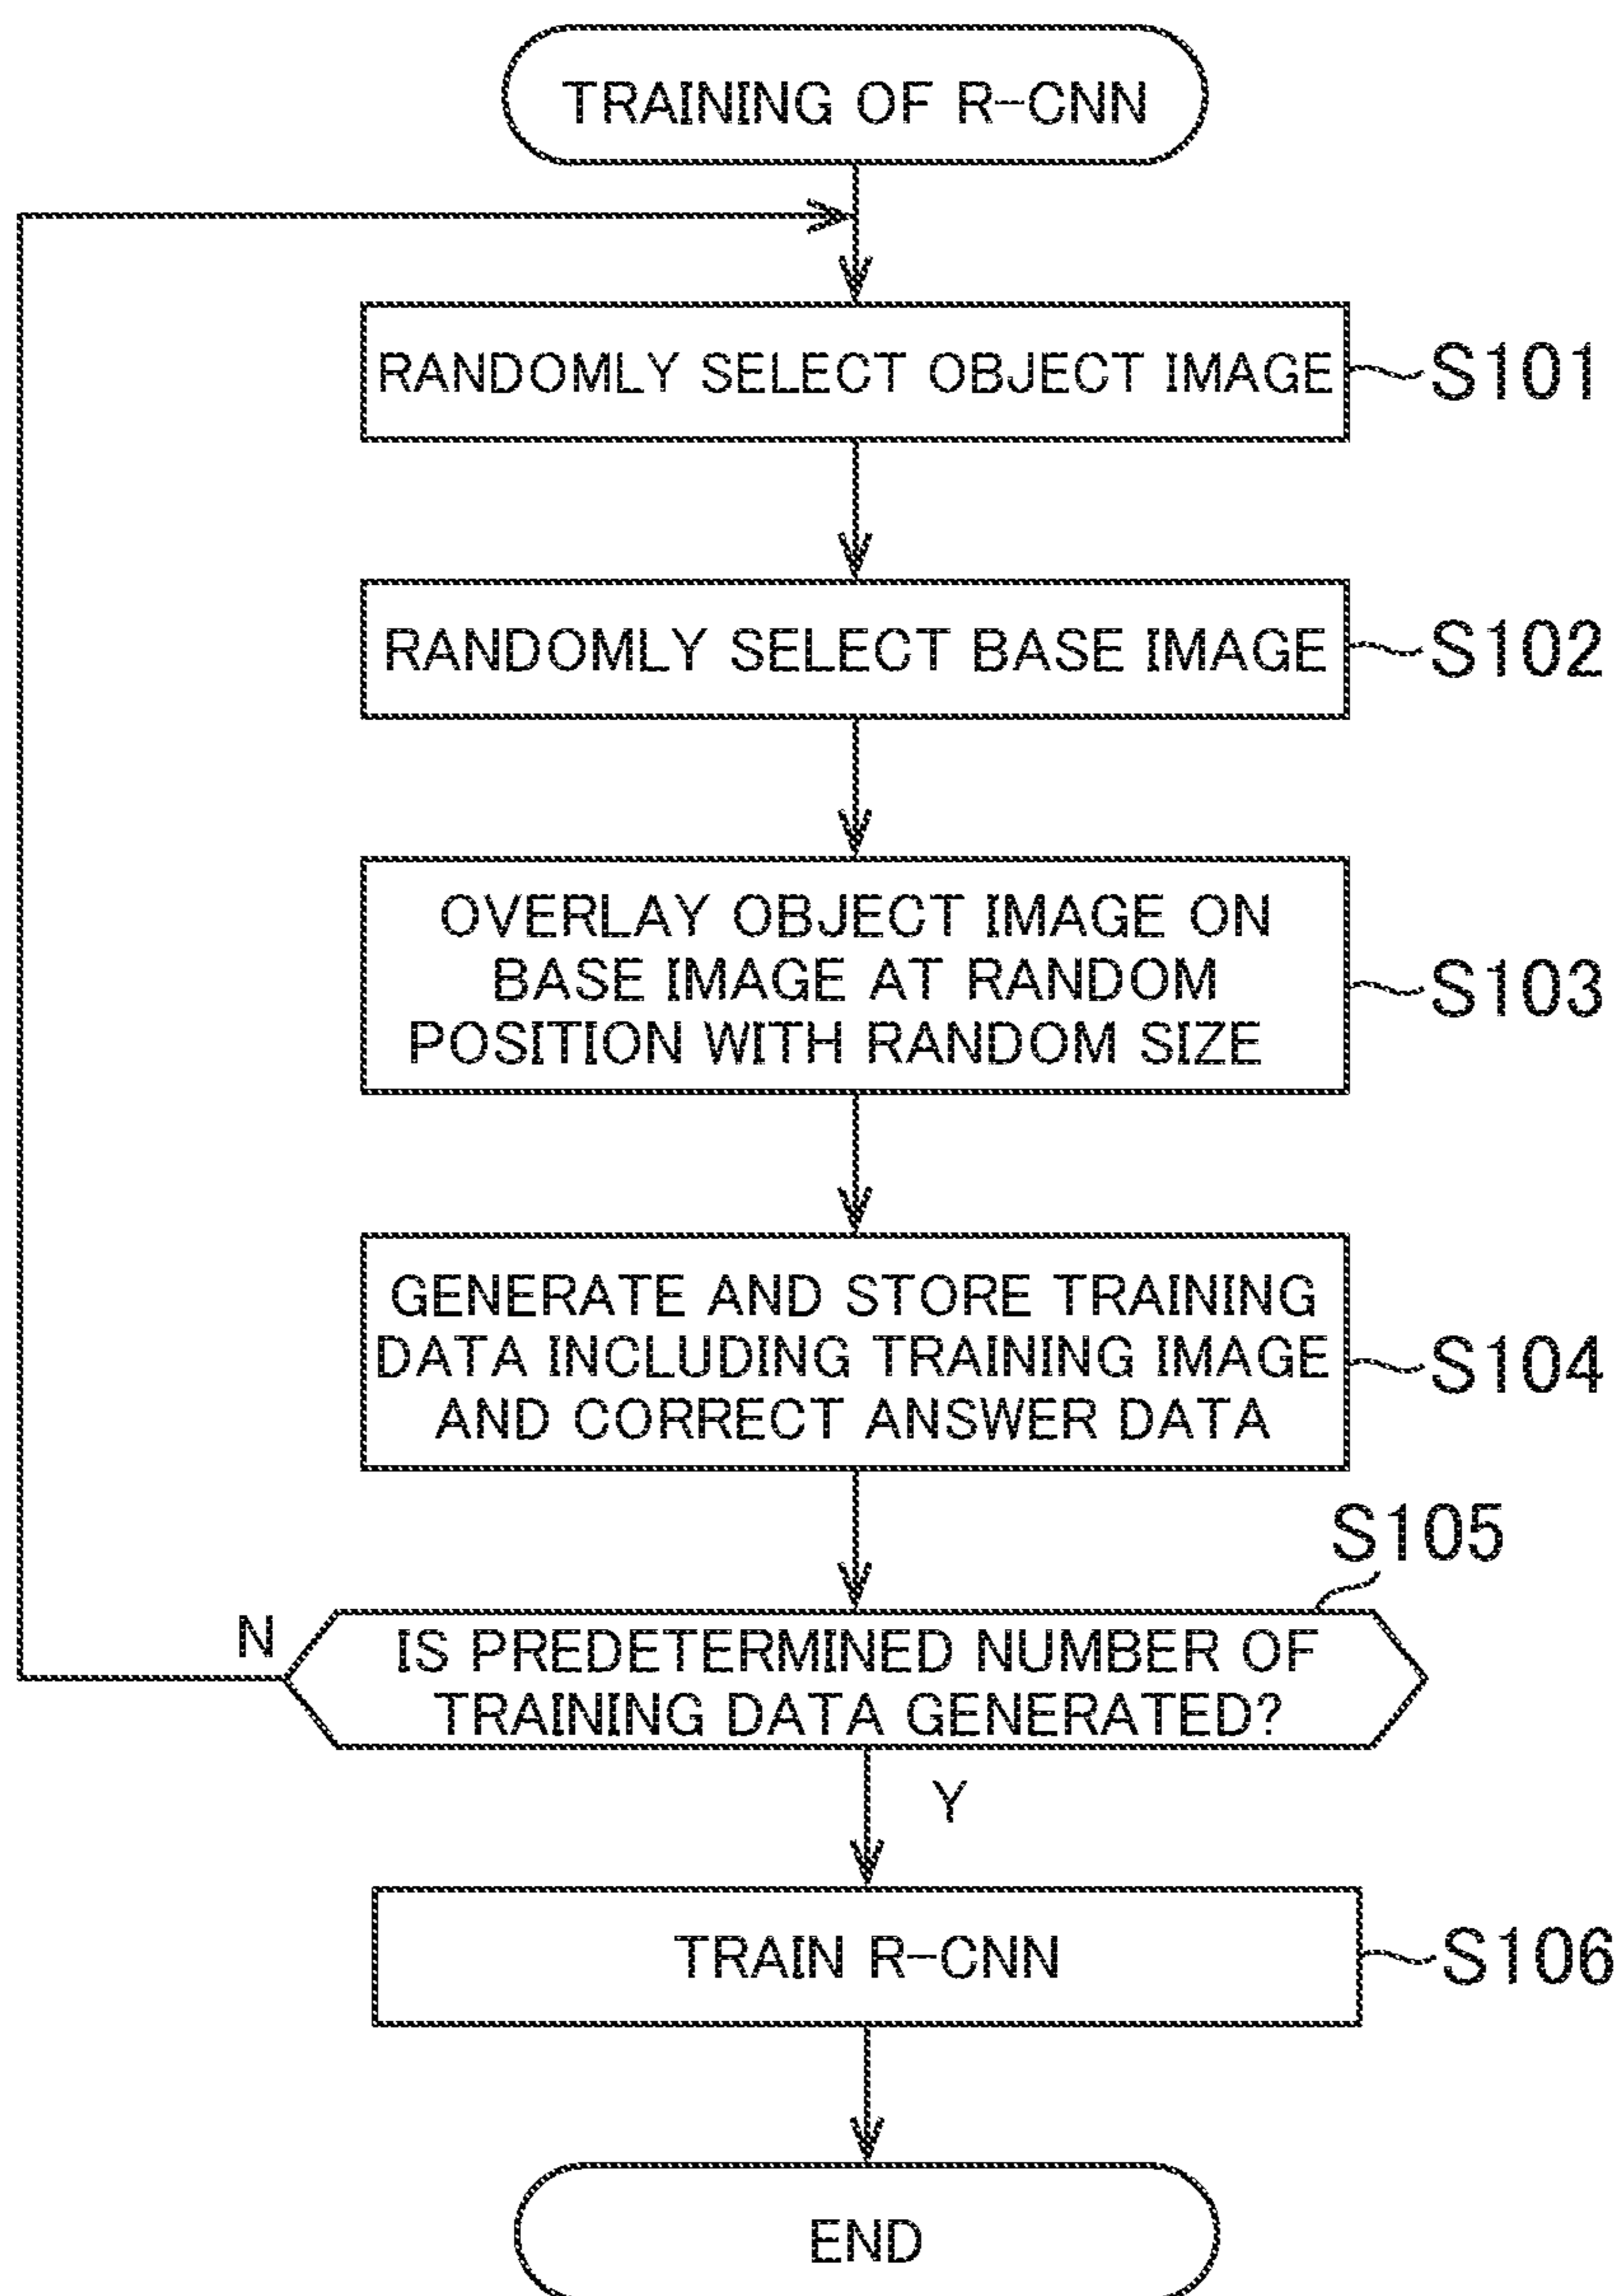 TRAINING OF R-CNN
RANDOMLY SELECT OBJECT IMAGE
S101
RANDOMLY SELECT BASE IMAGE
S102
OVERLAY OBJECT IMAGE ON
BASE IMAGE AT RANDOM
POSITION WITH RANDOM SIZE
S103
GENERATE AND STORE TRAINING
DATA INCLUDING TRAINING IMAGE
AND CORRECT ANSWER DATA
S104
S105
N
IS PREDETERMINED NUMBER OF
TRAINING DATA GENERATED?
Y
TRAIN R-CNN
S106
END